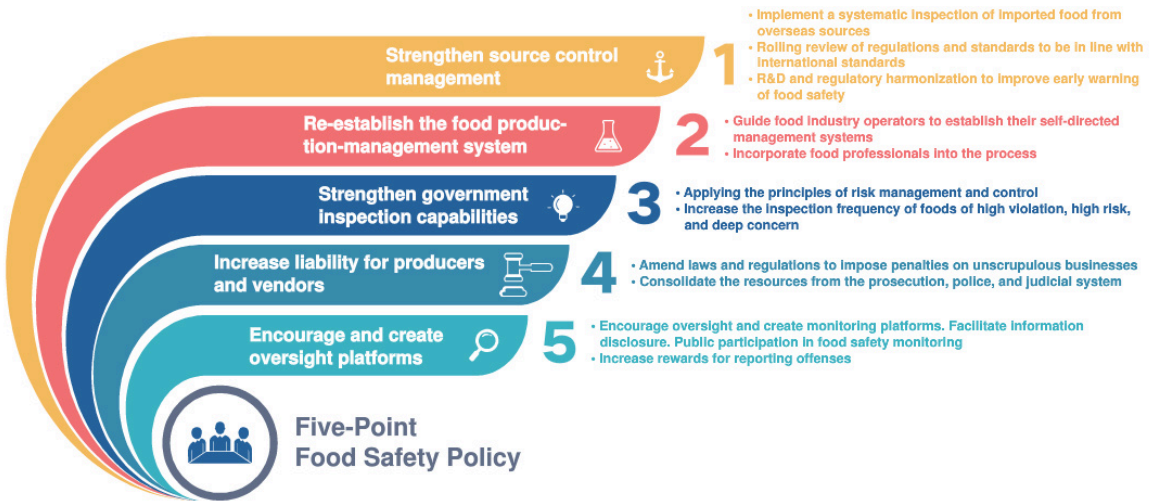 Strengthen source control
management
1
• Implement a systematic inspection of imported food from
overseas sources
• Rolling review of regulations and standards to be in line with
international standards
• R&D and regulatory harmonization to improve early warning
of food safety
Re-establish the food produc-
tion-management system
2
• Guide food industry operators to establish their self-directed
management systems
• Incorporate food professionals into the process
Strengthen government
inspection capabilities
3
• Applying the principles of risk management and control
• Increase the inspection frequency of foods of high violation, high risk,
and deep concern
Increase liability for producers
and vendors
4
• Amend laws and regulations to impose penalties on unscrupulous businesses
• Consolidate the resources from the prosecution, police, and judicial system
Encourage and create
oversight platforms
5
• Encourage oversight and create monitoring platforms. Facilitate information
disclosure. Public participation in food safety monitoring
• Increase rewards for reporting offenses
Five-Point
Food Safety Policy